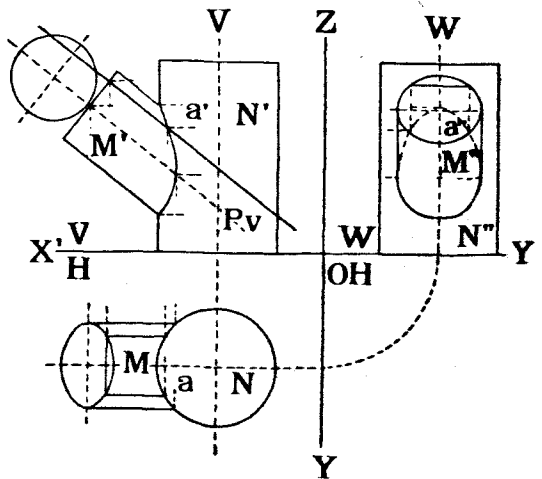 V Z W
a' N' a"
M' M"
Pv
N"
X' V W Y
H OH
M N
a
Y